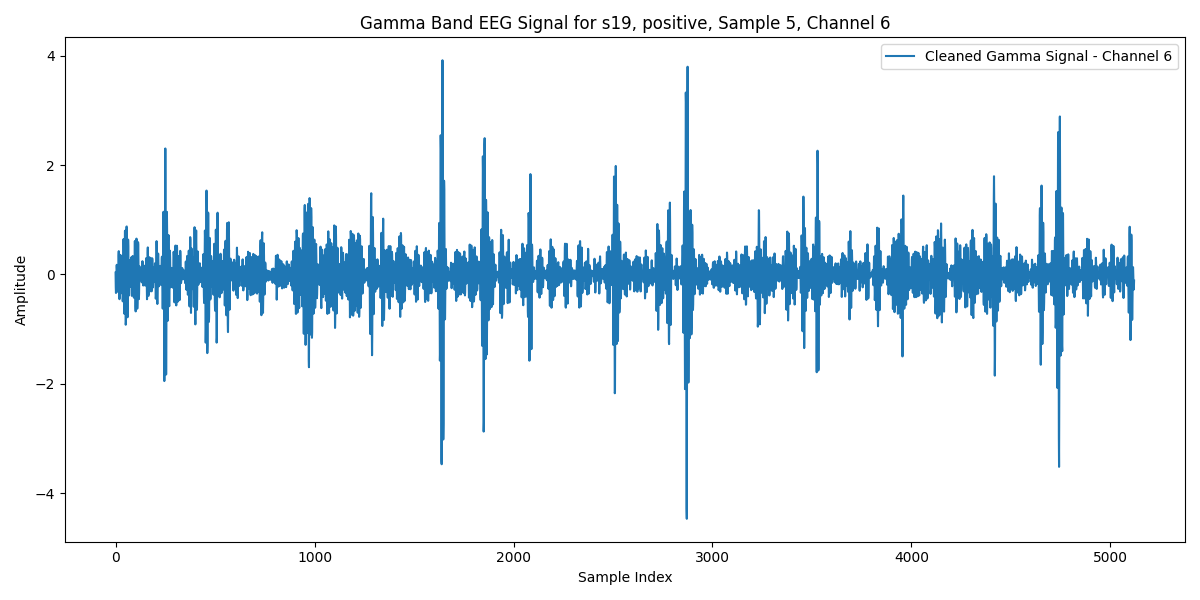 Gamma Band EEG Signal for s19, positive, Sample 5, Channel 6
Cleaned Gamma Signal - Channel 6
4
2
0
−2
−4
Amplitude
0 1000 2000 3000 4000 5000
Sample Index